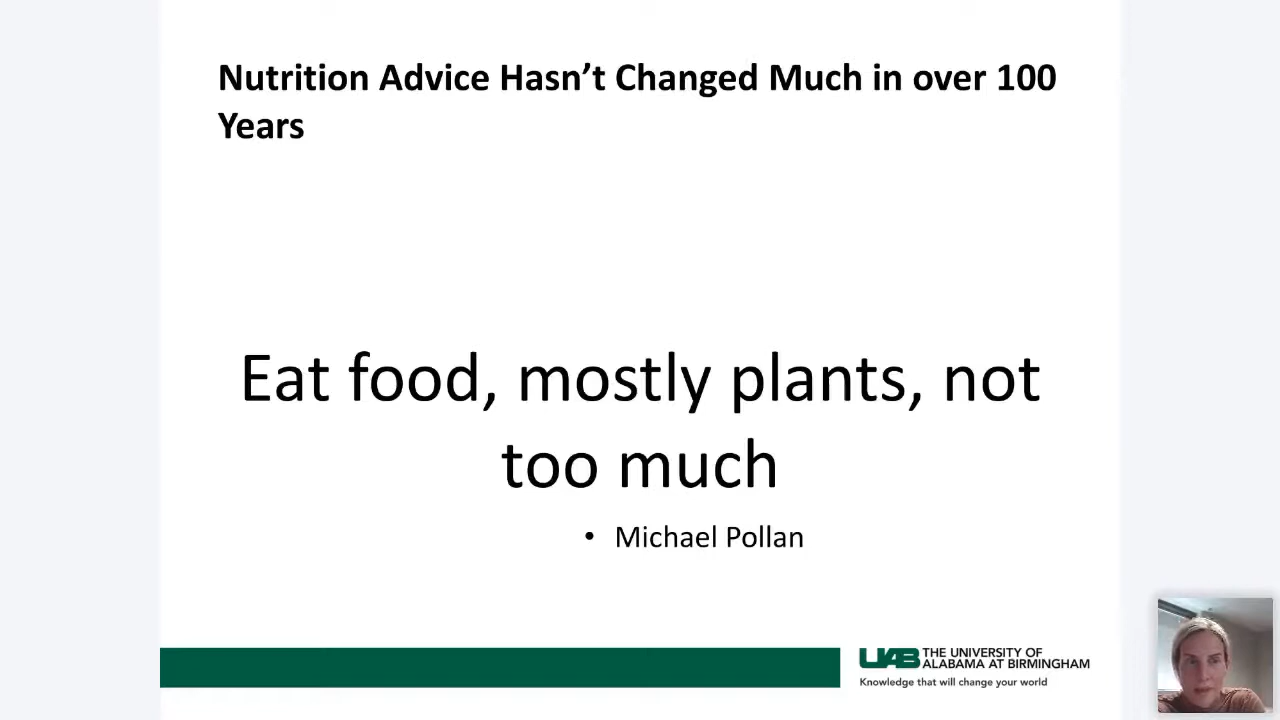 Nutrition Advice Hasn’t Changed Much in over 100
Years
Eat food, mostly plants, not
too much
• Michael Pollan
UAB THE UNIVERSITY OF
ALABAMA AT BIRMINGHAM
Knowledge that will change your world